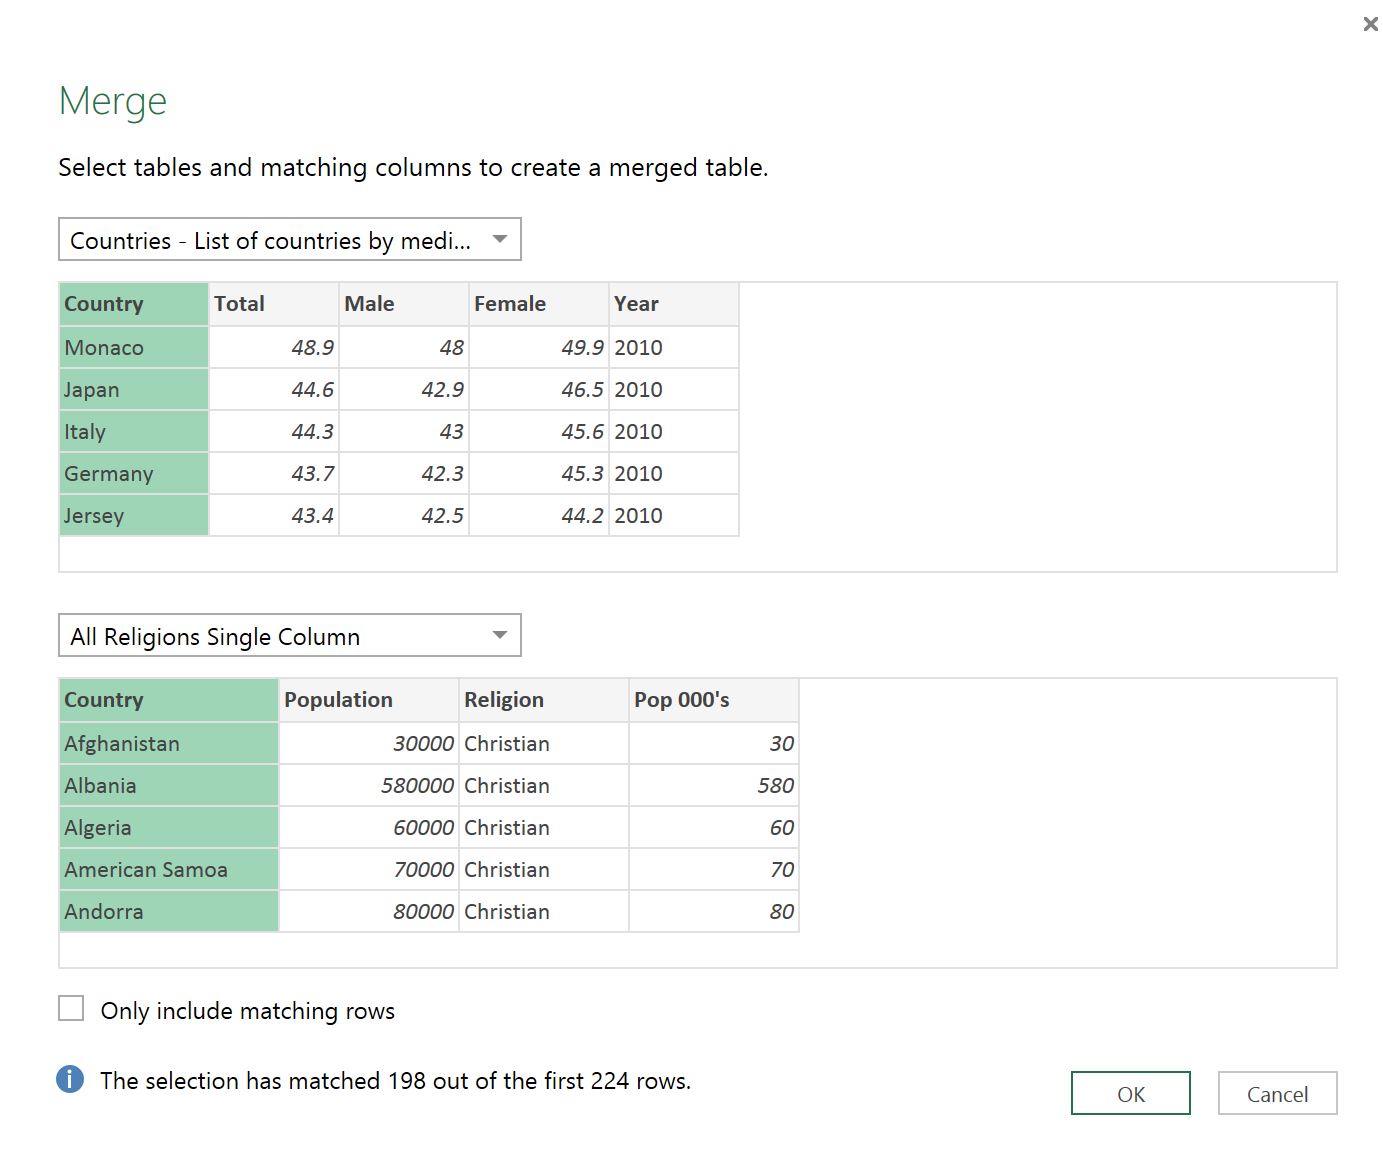 Merge
Select tables and matching columns to create a merged table.
Countries - List of countries by medi...
Country Total Male Female Year
Monaco 48.9 48 49.9 2010
Japan 44.6 42.9 46.5 2010
Italy 44.3 43 45.6 2010
Germany 43.7 42.3 45.3 2010
Jersey 43.4 42.5 44.2 2010
All Religions Single Column
Country Population Religion Pop 000's
Afghanistan 30000 Christian 30
Albania 580000 Christian 580
Algeria 60000 Christian 60
American Samoa 70000 Christian 70
Andorra 80000 Christian 80
Only include matching rows
The selection has matched 198 out of the first 224 rows.
OK Cancel